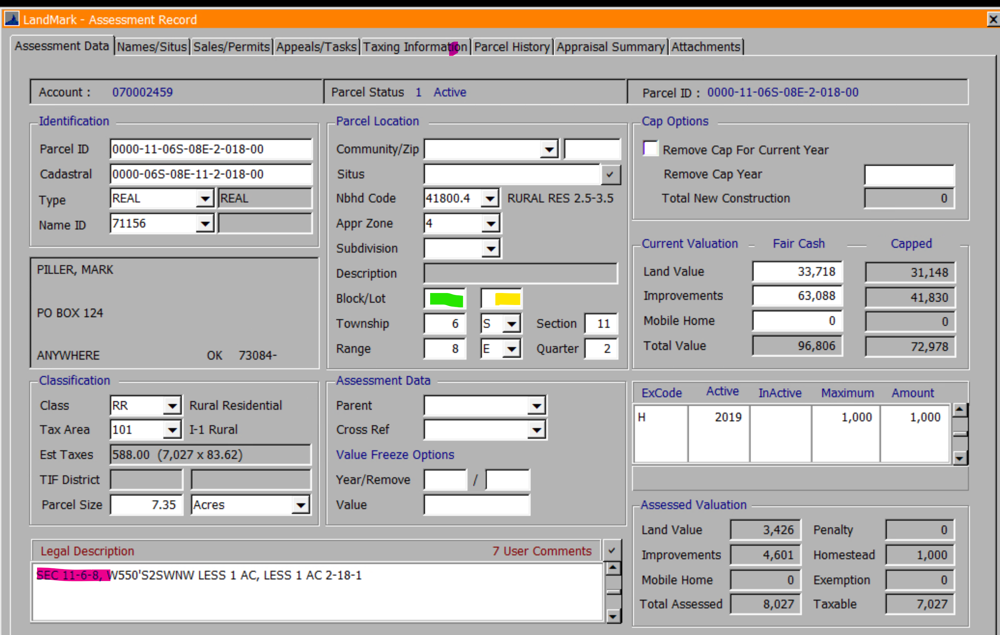 LandMark - Assessment Record
Assessment Data Names/Situs Sales/Permits Appeals/Tasks Taxing Information Parcel History Appraisal Summary Attachments
Account : 070002459 Parcel Status 1 Active Parcel ID : 0000-11-06S-08E-2-018-00
Identification
Parcel ID 0000-11-06S-08E-2-018-00
Cadastral 0000-06S-08E-11-2-018-00
Type REAL REAL
Name ID 71156
PILLER, MARK
PO BOX 124
ANYWHERE OK 73084-
Classification
Class RR Rural Residential
Tax Area 101 I-1 Rural
Est Taxes 588.00 (7,027 x 83.62)
TIF District
Parcel Size 7.35 Acres
Parcel Location
Community/Zip
Situs
Nbhd Code 41800.4 RURAL RES 2.5-3.5
Appr Zone 4
Subdivision
Description
Block/Lot
Township 6 S Section 11
Range 8 E Quarter 2
Assessment Data
Parent
Cross Ref
Value Freeze Options
Year/Remove /
Value
Cap Options
Remove Cap For Current Year
Remove Cap Year
Total New Construction 0
Current Valuation Fair Cash Capped
Land Value 33,718 31,148
Improvements 63,088 41,830
Mobile Home 0 0
Total Value 96,806 72,978
ExCode Active InActive Maximum Amount
H 2019 1,000 1,000
Assessed Valuation
Land Value 3,426 Penalty 0
Improvements 4,601 Homestead 1,000
Mobile Home 0 Exemption 0
Total Assessed 8,027 Taxable 7,027
Legal Description 7 User Comments
SEC 11-6-8, W550'S2SWNW LESS 1 AC, LESS 1 AC 2-18-1